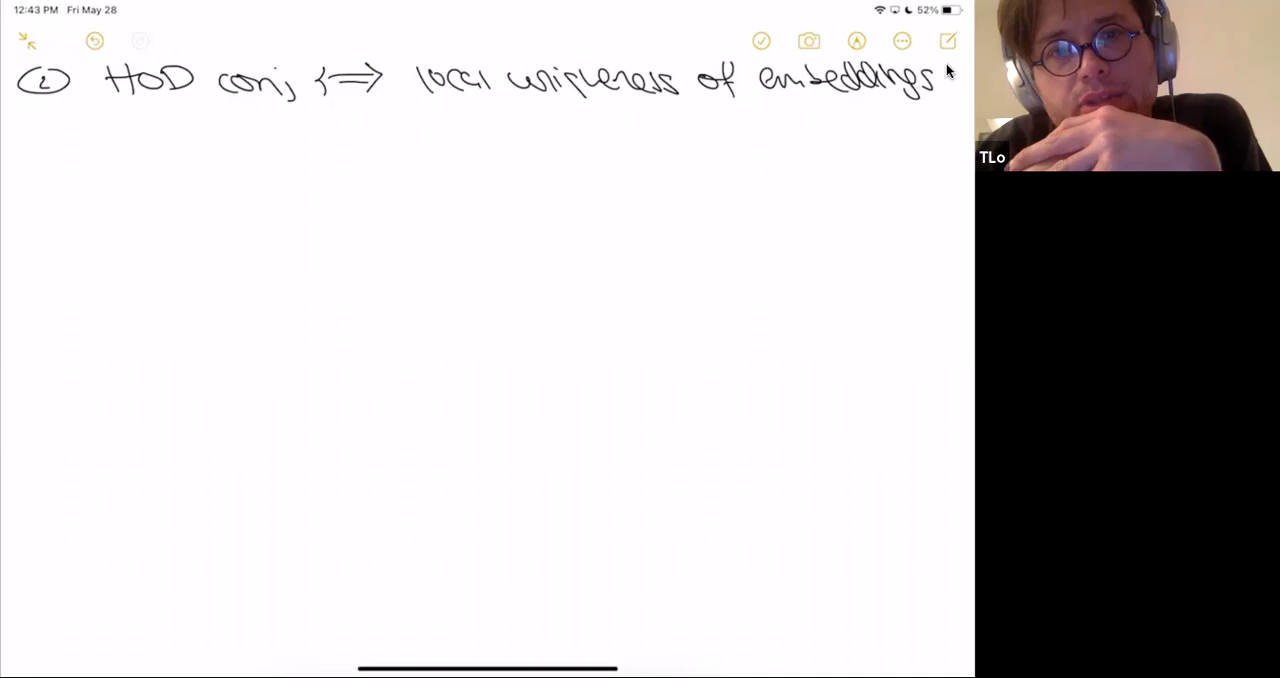 12:43 PM Fri May 28
52%
② HOD conj ⟺ local uniqueness of embeddings
TLo